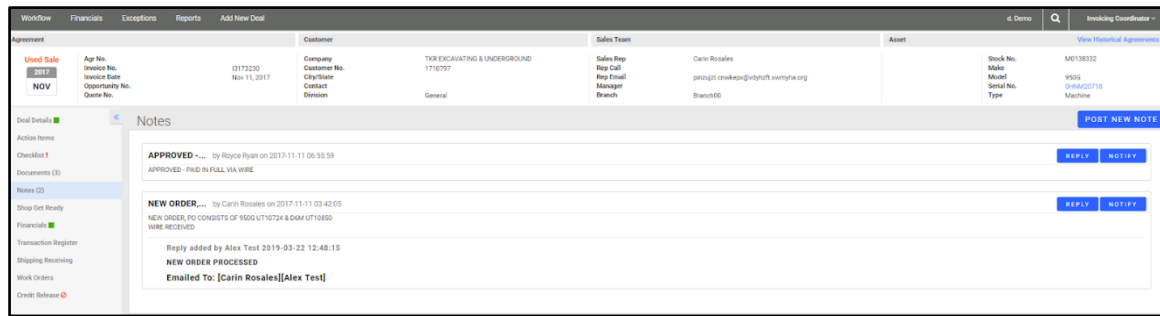 Workflow Financials Exceptions Reports Add New Deal d. Demo Invoicing Coordinator
Agreement Customer Sales Team Asset View Historical Agreements
Used Sale
2017
NOV
Agr No.
Invoice No. I3173230
Invoice Date Nov 11, 2017
Opportunity No.
Quote No.
Company TKR EXCAVATING & UNDERGROUND
Customer No. 1710797
City/State
Contact
Division General
Sales Rep Carin Rosales
Rep Call
Rep Email
Manager
Branch Branch00
Stock No. M0138332
Make
Model 950G
Serial No.
Type Machine
Deal Details
Action Items
Checklist !
Documents (3)
Notes (2)
Shop Get Ready
Financials
Transaction Register
Shipping Receiving
Work Orders
Credit Release
Notes
POST NEW NOTE
APPROVED -... by Royce Ryan on 2017-11-11 06:55:59
REPLY NOTIFY
APPROVED - PAID IN FULL VIA WIRE
NEW ORDER,... by Carin Rosales on 2017-11-11 03:42:05
REPLY NOTIFY
NEW ORDER, PO CONSISTS OF 950G UT10724 & D6M UT10850
WIRE RECEIVED
Reply added by Alex Test 2019-03-22 12:48:15
NEW ORDER PROCESSED
Emailed To: [Carin Rosales][Alex Test]